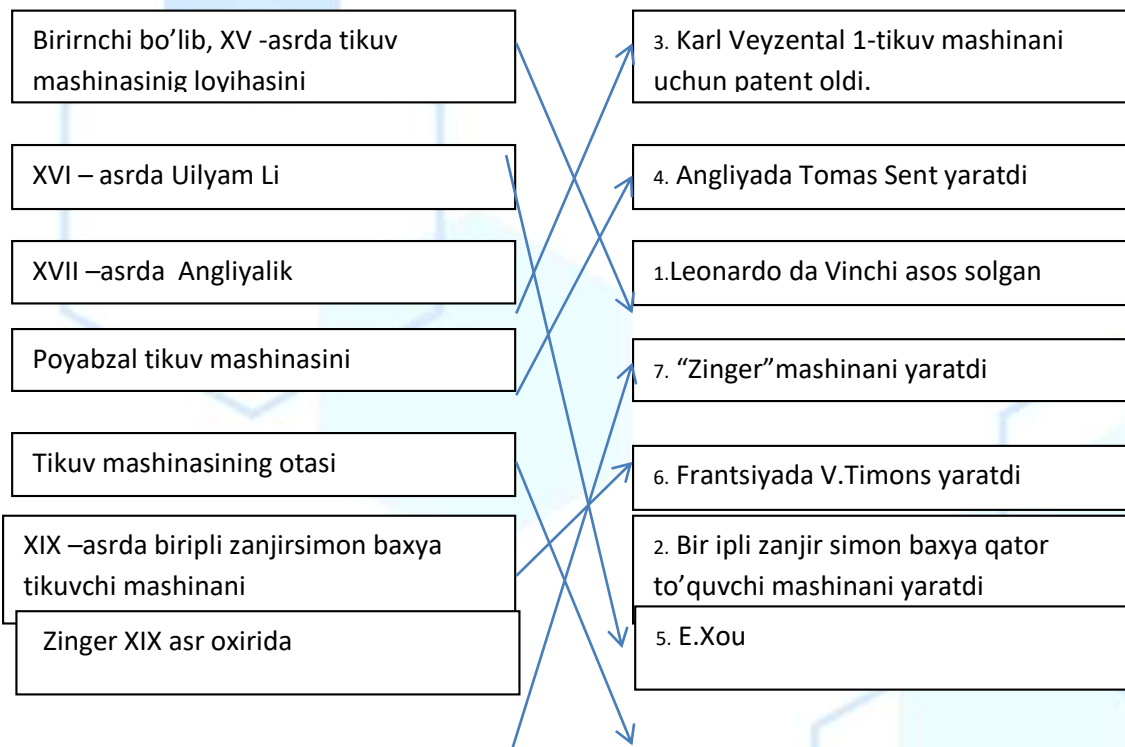 Birirnchi bo’lib, XV -asrda tikuv
mashinasinig loyihasini
XVI – asrda Uilyam Li
XVII –asrda Angliyalik
Poyabzal tikuv mashinasini
Tikuv mashinasining otasi
XIX –asrda biripli zanjirsimon baxya
tikuvchi mashinani
Zinger XIX asr oxirida
3. Karl Veyzental 1-tikuv mashinani
uchun patent oldi.
4. Angliyada Tomas Sent yaratdi
1.Leonardo da Vinchi asos solgan
7. “Zinger”mashinani yaratdi
6. Frantsiyada V.Timons yaratdi
2. Bir ipli zanjir simon baxya qator
to’quvchi mashinani yaratdi
5. E.Xou